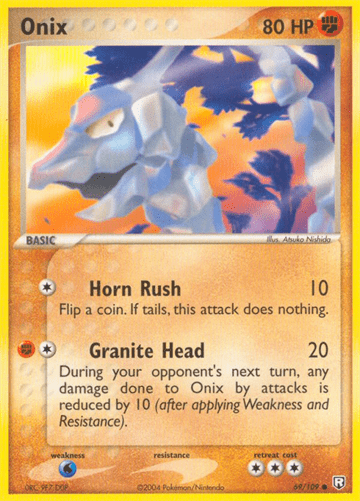 Onix 80 HP
BASIC Illus. Atsuko Nishida
Horn Rush 10
Flip a coin. If tails, this attack does nothing.
Granite Head 20
During your opponent's next turn, any
damage done to Onix by attacks is
reduced by 10 (after applying Weakness and
Resistance).
weakness resistance retreat cost
©2004 Pokémon/Nintendo 69/109
R